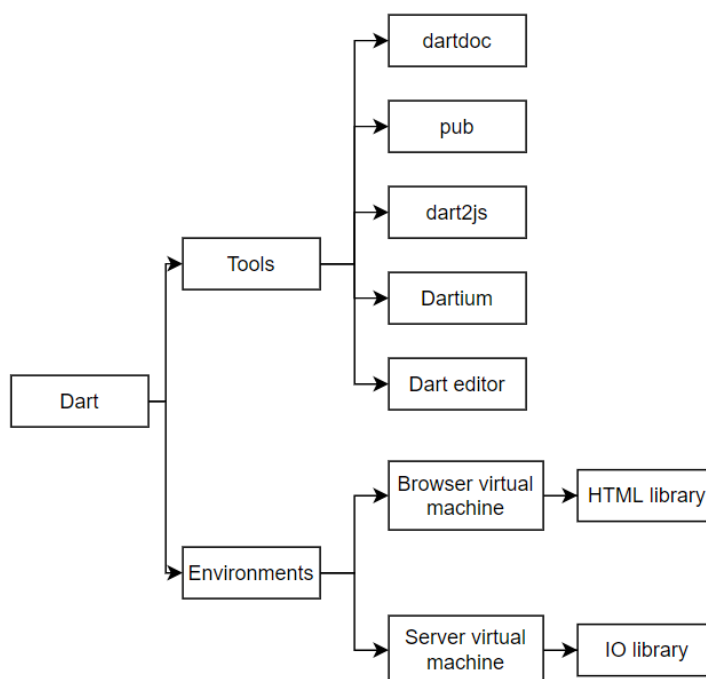 dartdoc
pub
dart2js
Tools
Dartium
Dart editor
Dart
Browser virtual
machine
HTML library
Environments
Server virtual
machine
IO library